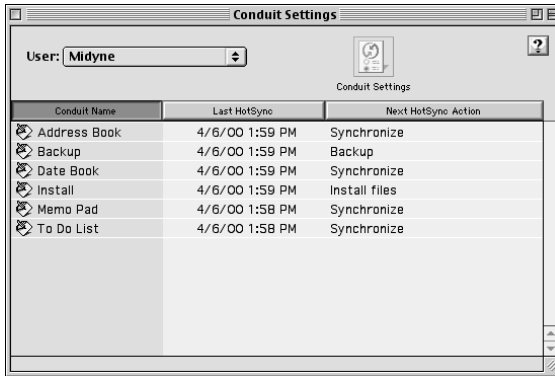 Conduit Settings
User: Midyne
?
Conduit Settings
Conduit Name Last HotSync Next HotSync Action
Address Book 4/6/00 1:59 PM Synchronize
Backup 4/6/00 1:59 PM Backup
Date Book 4/6/00 1:59 PM Synchronize
Install 4/6/00 1:59 PM Install files
Memo Pad 4/6/00 1:58 PM Synchronize
To Do List 4/6/00 1:58 PM Synchronize